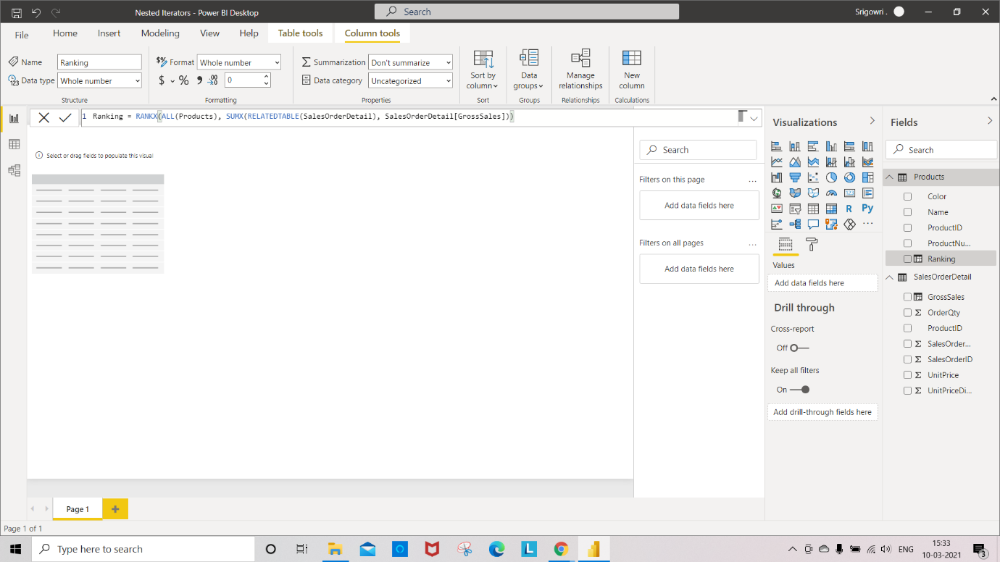 Nested Iterators - Power BI Desktop
Search
Srigowri .
File
Home
Insert
Modeling
View
Help
Table tools
Column tools
Name
Ranking
$% Format
Whole number
Summarization
Don't summarize
Data type
Whole number
$
%
0
Data category
Uncategorized
Sort by
column
Data
groups
Manage
relationships
New
column
Structure
Formatting
Properties
Sort
Groups
Relationships
Calculations
1 Ranking = RANKX(ALL(Products), SUMX(RELATEDTABLE(SalesOrderDetail), SalesOrderDetail[GrossSales]))
Select or drag fields to populate this visual
Search
Filters on this page
...
Add data fields here
Filters on all pages
...
Add data fields here
Visualizations
R
Py
...
Values
Add data fields here
Drill through
Cross-report
Off
Keep all filters
On
Add drill-through fields here
Fields
Search
Products
Color
Name
ProductID
ProductNu...
Ranking
SalesOrderDetail
GrossSales
OrderQty
ProductID
SalesOrder...
SalesOrderID
UnitPrice
UnitPriceDi...
Page 1
Page 1 of 1
Type here to search
L
ENG
15:33
10-03-2021
3